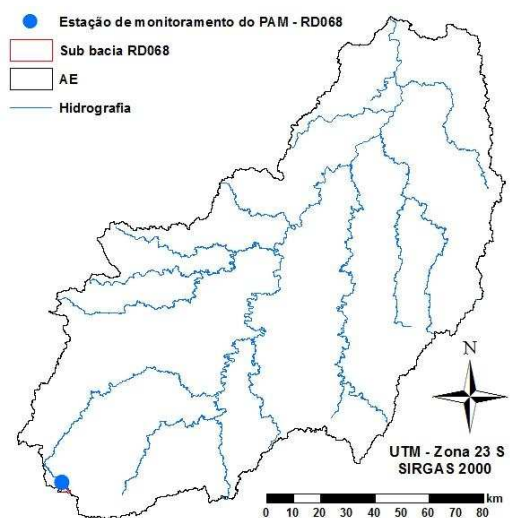 Estação de monitoramento do PAM - RD068
Sub bacia RD068
AE
Hidrografia
N
UTM - Zona 23 S
SIRGAS 2000
km
0 10 20 30 40 50 60 70 80